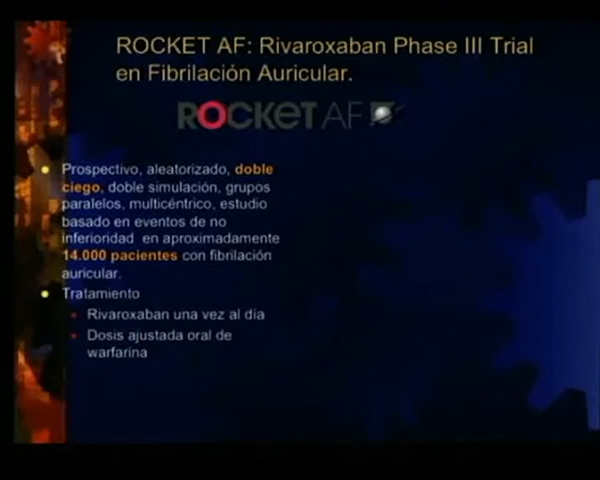 ROCKET AF: Rivaroxaban Phase III Trial
en Fibrilación Auricular.
ROCKET AF
Prospectivo, aleatorizado, doble
ciego, doble simulación, grupos
paralelos, multicéntrico, estudio
basado en eventos de no
inferioridad en aproximadamente
14.000 pacientes con fibrilación
auricular.
Tratamiento
Rivaroxaban una vez al día
Dosis ajustada oral de
warfarina